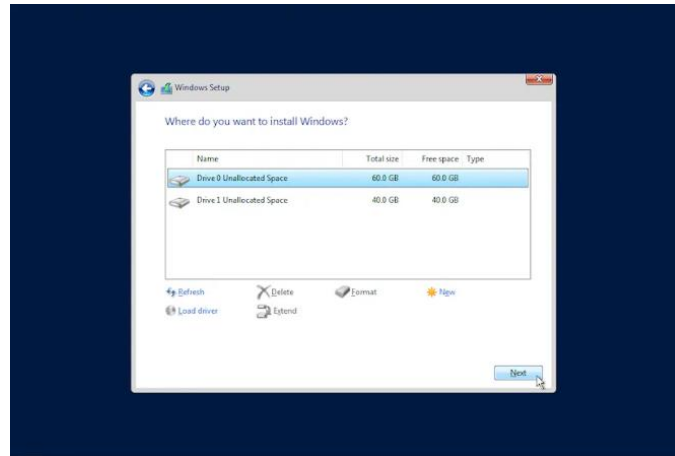 Windows Setup
Where do you want to install Windows?
Name Total size Free space Type
Drive 0 Unallocated Space 60.0 GB 60.0 GB
Drive 1 Unallocated Space 40.0 GB 40.0 GB
Refresh Delete Format New
Load driver Extend
Next